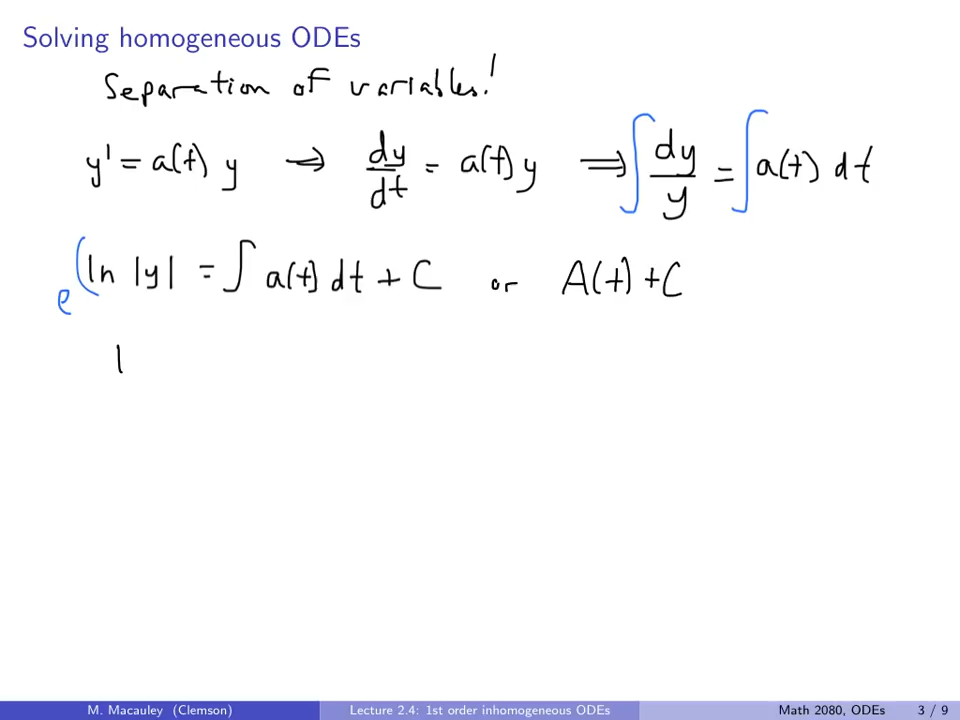 Solving homogeneous ODEs
Separation of variables!
y' = a(t) y ⇒ dy/dt = a(t) y ⇒ ∫ dy/y = ∫ a(t) dt
e^( ln |y| = ∫ a(t) dt + C or A(t) + C
|
M. Macauley (Clemson) Lecture 2.4: 1st order inhomogeneous ODEs Math 2080, ODEs 3 / 9